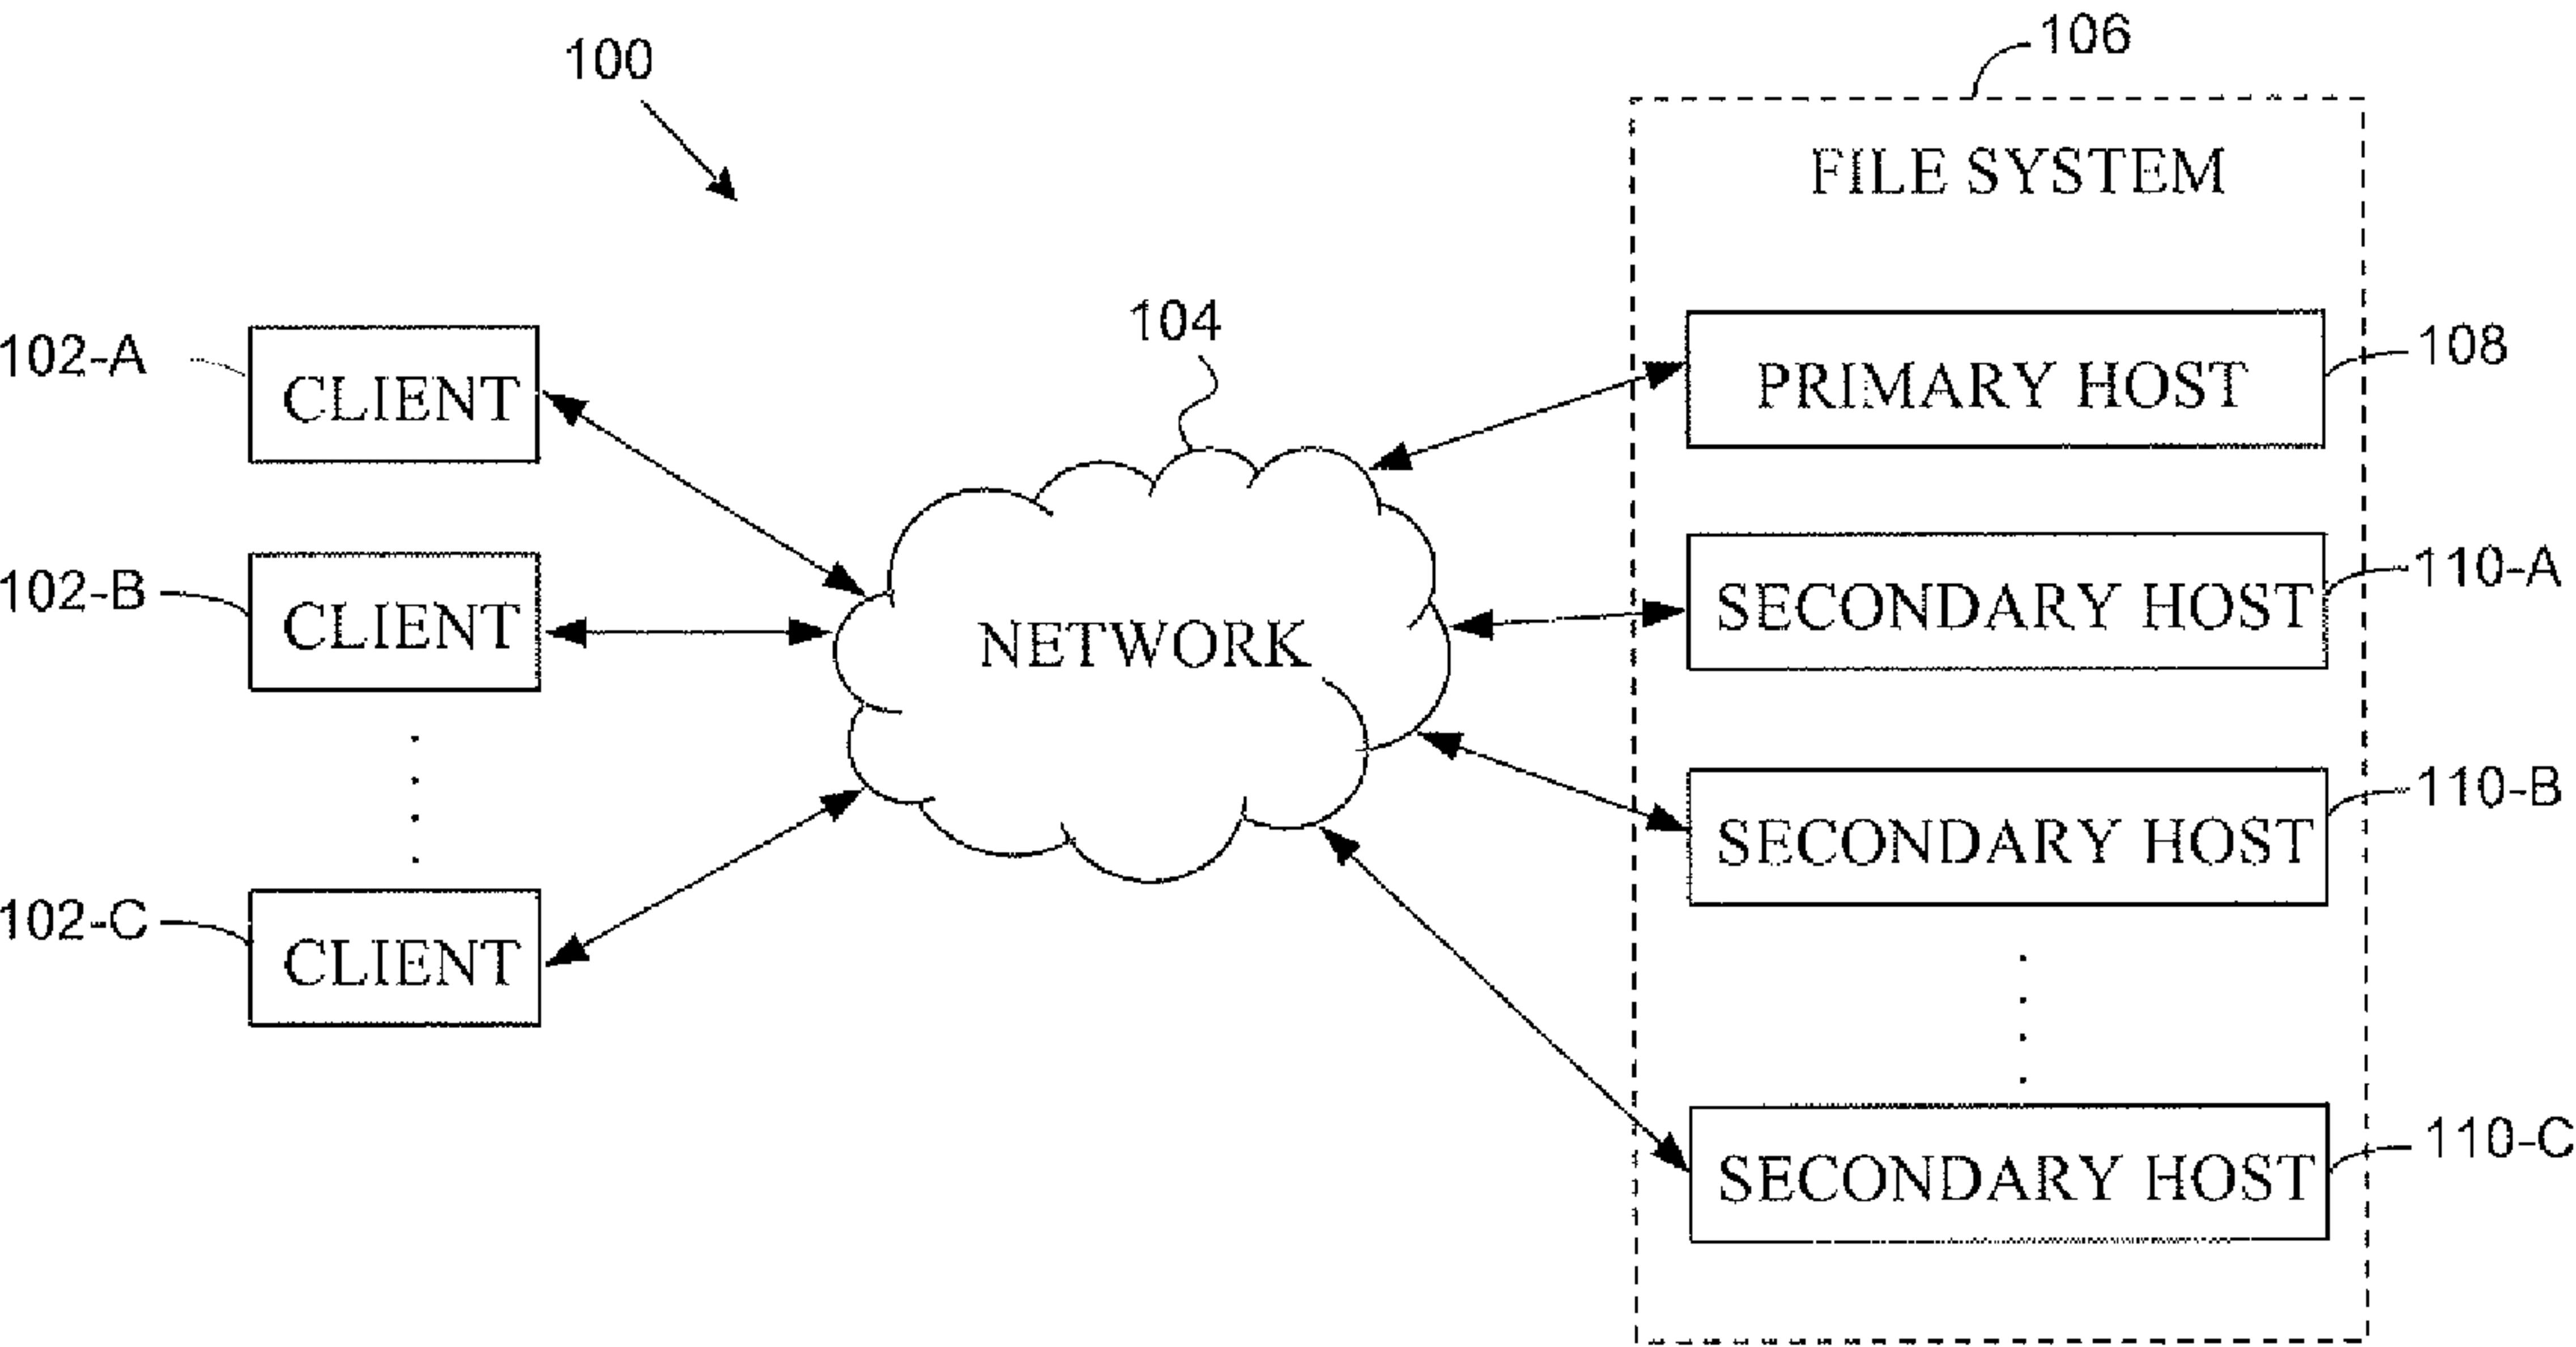 100
106
FILE SYSTEM
104
102-A
CLIENT
PRIMARY HOST
108
102-B
CLIENT
NETWORK
SECONDARY HOST
110-A
SECONDARY HOST
110-B
102-C
CLIENT
SECONDARY HOST
110-C